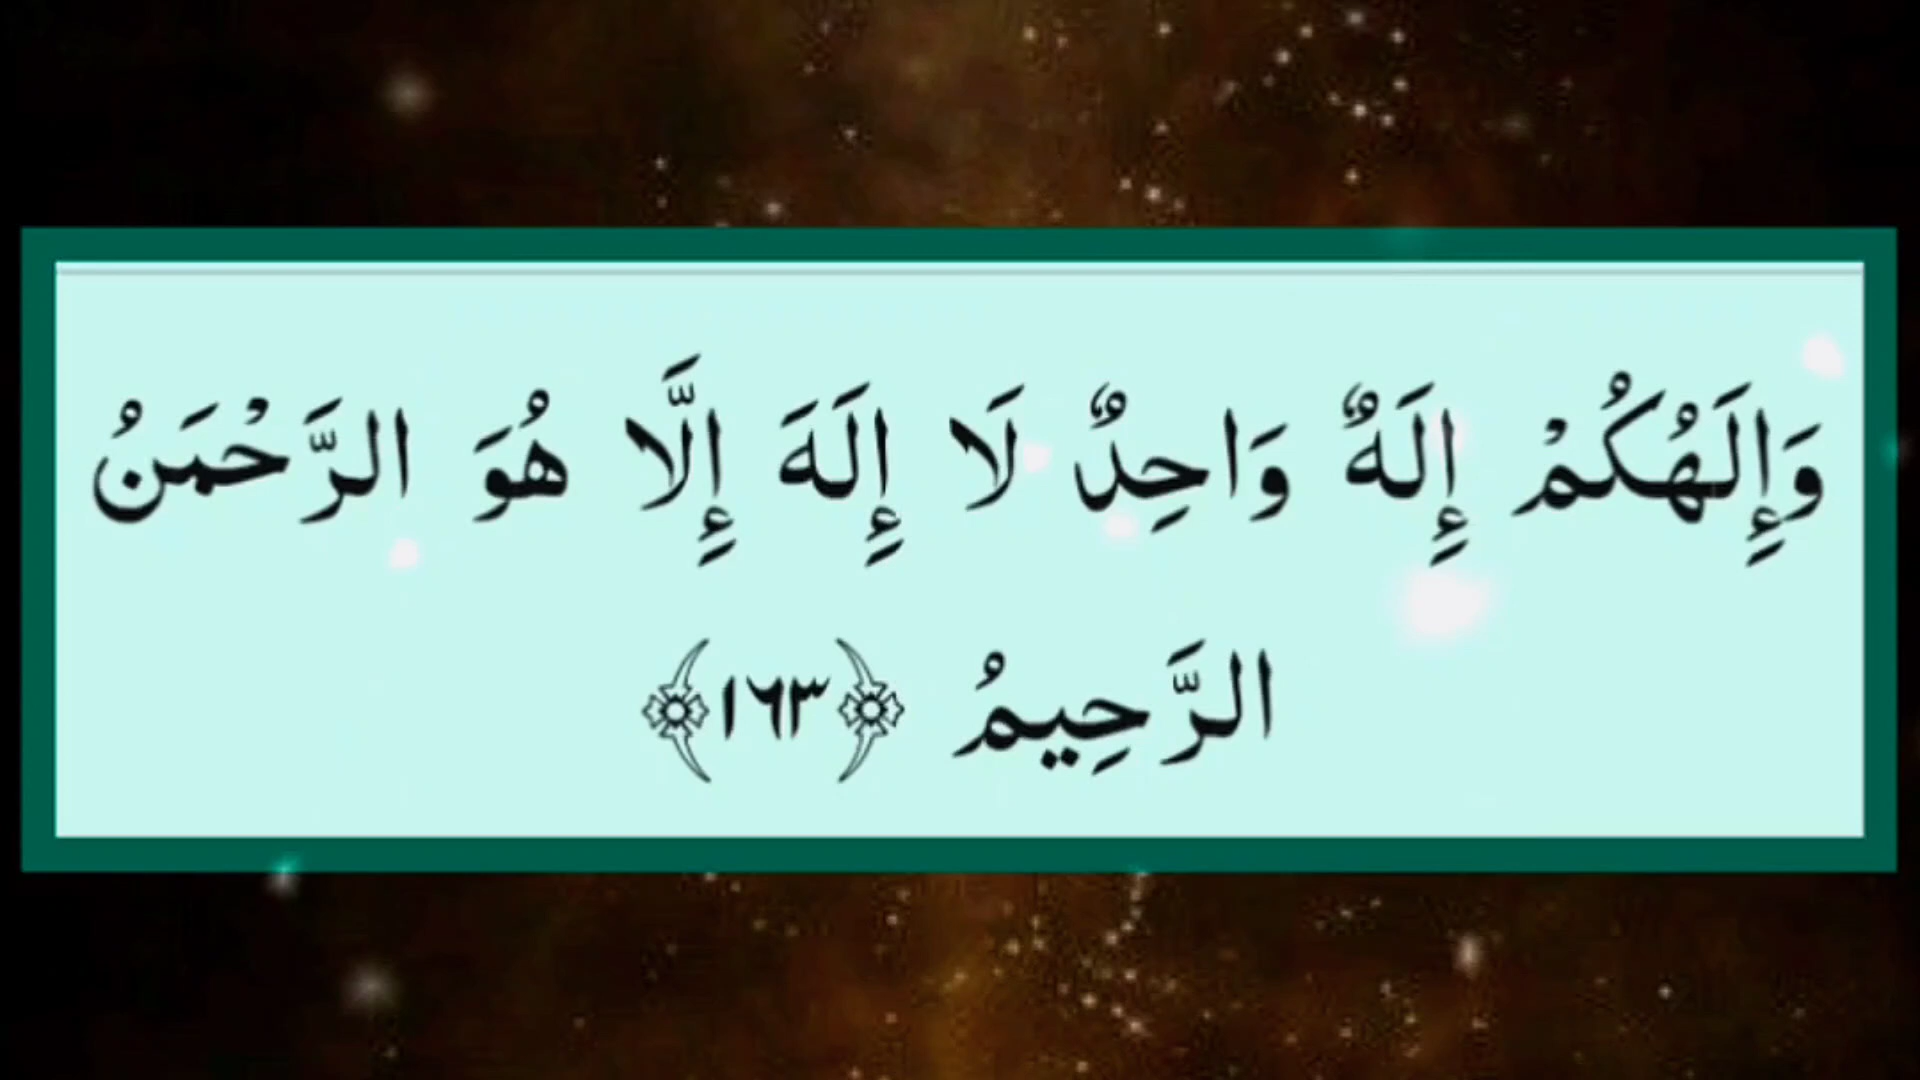 وَإِلَهُكُمْ إِلَهٌ وَاحِدٌ لَا إِلَهَ إِلَّا هُوَ الرَّحْمَنُ
الرَّحِيمُ ﴿١٦٣﴾